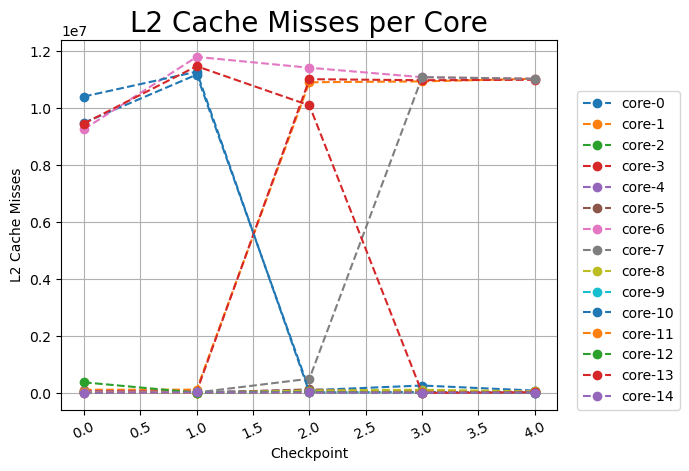 L2 Cache Misses per Core
1e7
1.2
1.0
0.8
0.6
0.4
0.2
0.0
L2 Cache Misses
0.0 0.5 1.0 1.5 2.0 2.5 3.0 3.5 4.0
Checkpoint
core-0
core-1
core-2
core-3
core-4
core-5
core-6
core-7
core-8
core-9
core-10
core-11
core-12
core-13
core-14